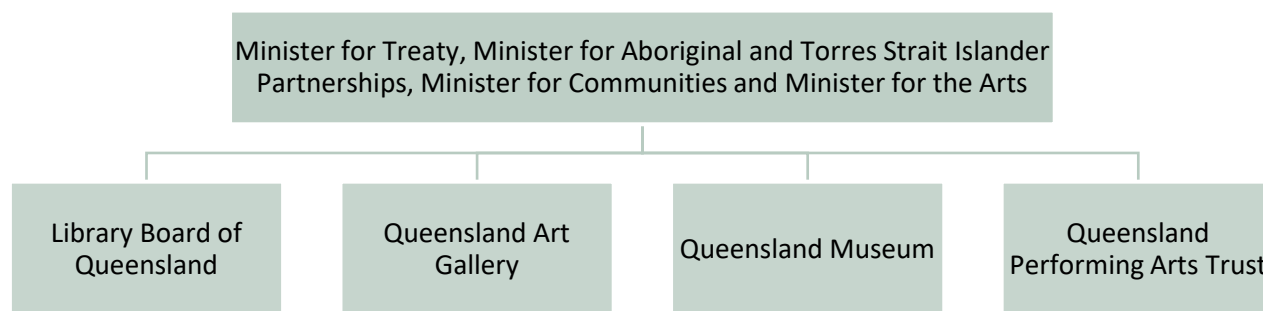 Minister for Treaty, Minister for Aboriginal and Torres Strait Islander
Partnerships, Minister for Communities and Minister for the Arts
Library Board of
Queensland
Queensland Art
Gallery
Queensland Museum
Queensland
Performing Arts Trust